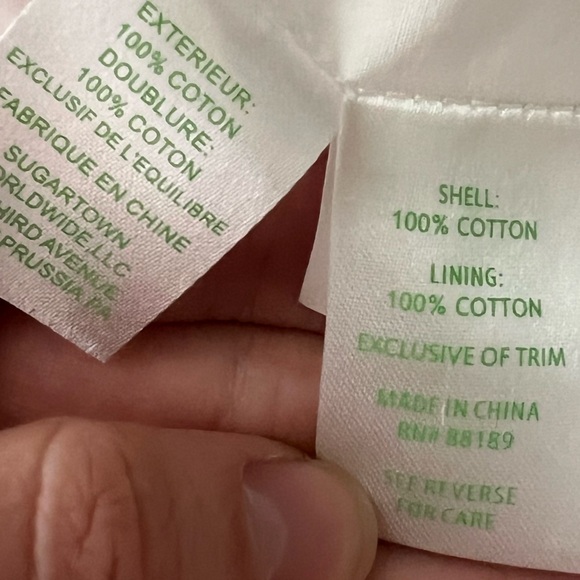 EXTERIEUR:
100% COTON
DOUBLURE:
100% COTON
EXCLUSIF DE L'EQUILIBRE
FABRIQUE EN CHINE
SUGARTOWN
ORLDWIDE, LLC
HIRD AVENUE
PRUSSIA PA
SHELL:
100% COTTON
LINING:
100% COTTON
EXCLUSIVE OF TRIM
MADE IN CHINA
RN# 88189
SEE REVERSE
FOR CARE